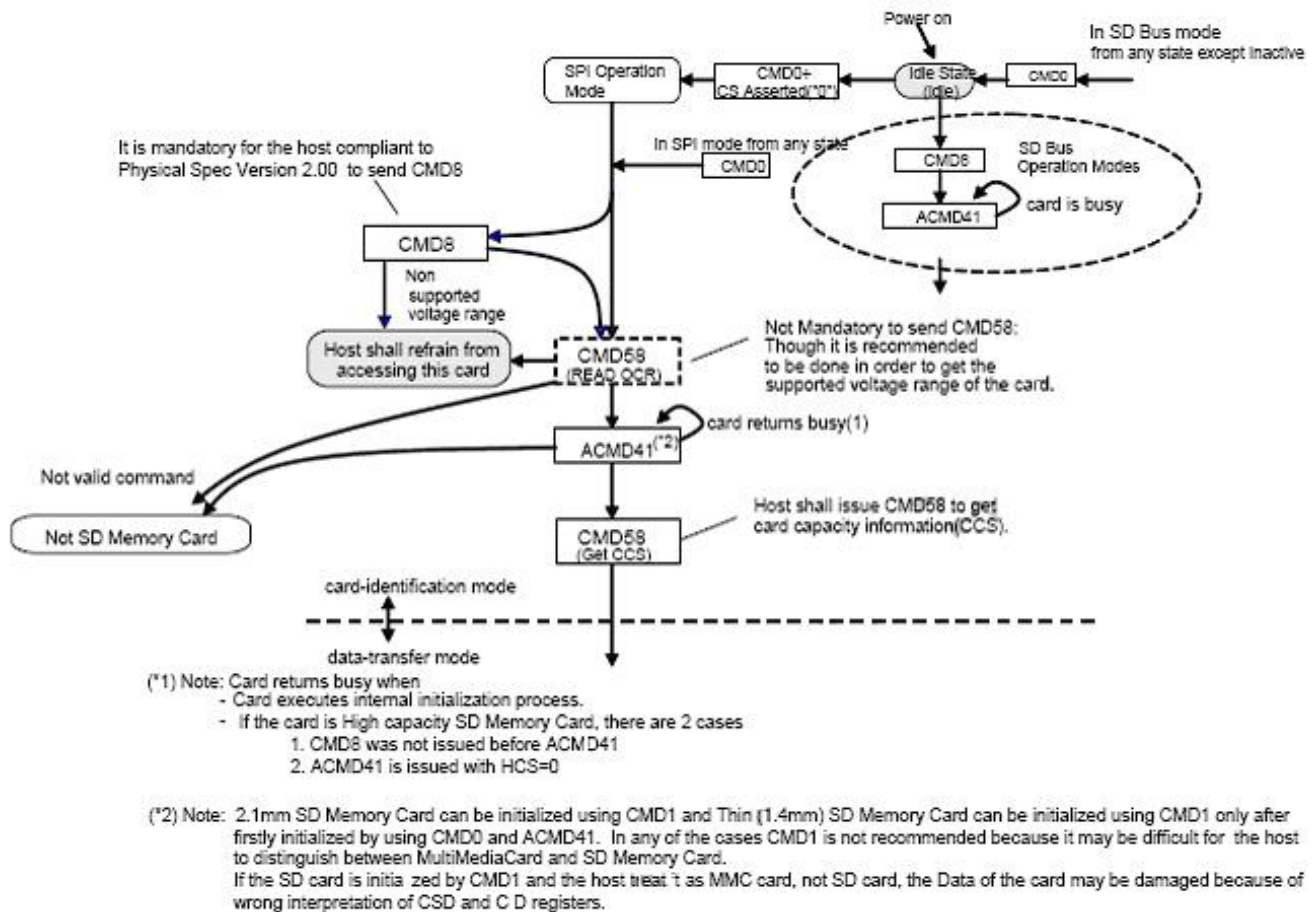 Power on
In SD Bus mode
from any state except inactive
SPI Operation
Mode
CMD0+
CS Asserted("0")
Idle State
(Idle)
CMD0
It is mandatory for the host compliant to
Physical Spec Version 2.00 to send CMD8
In SPI mode from any state
CMD0
CMD8
SD Bus
Operation Modes
ACMD41
card is busy
CMD8
Non
supported
voltage range
Host shall refrain from
accessing this card
CMD58
(READ OCR)
Not Mandatory to send CMD58:
Though it is recommended
to be done in order to get the
supported voltage range of the card.
card returns busy(1)
ACMD41(*2)
Not valid command
Not SD Memory Card
Host shall issue CMD58 to get
card capacity information(CCS).
CMD58
(Get CCS)
card-identification mode
data-transfer mode
(*1) Note: Card returns busy when
- Card executes internal initialization process.
- If the card is High capacity SD Memory Card, there are 2 cases
1. CMD8 was not issued before ACMD41
2. ACMD41 is issued with HCS=0
(*2) Note: 2.1mm SD Memory Card can be initialized using CMD1 and Thin (1.4mm) SD Memory Card can be initialized using CMD1 only after
firstly initialized by using CMD0 and ACMD41. In any of the cases CMD1 is not recommended because it may be difficult for the host
to distinguish between MultiMediaCard and SD Memory Card.
If the SD card is by CMD1 and the host as MMC card, not SD card, the Data of the card may be damaged because of
wrong interpretation of CSD and registers.